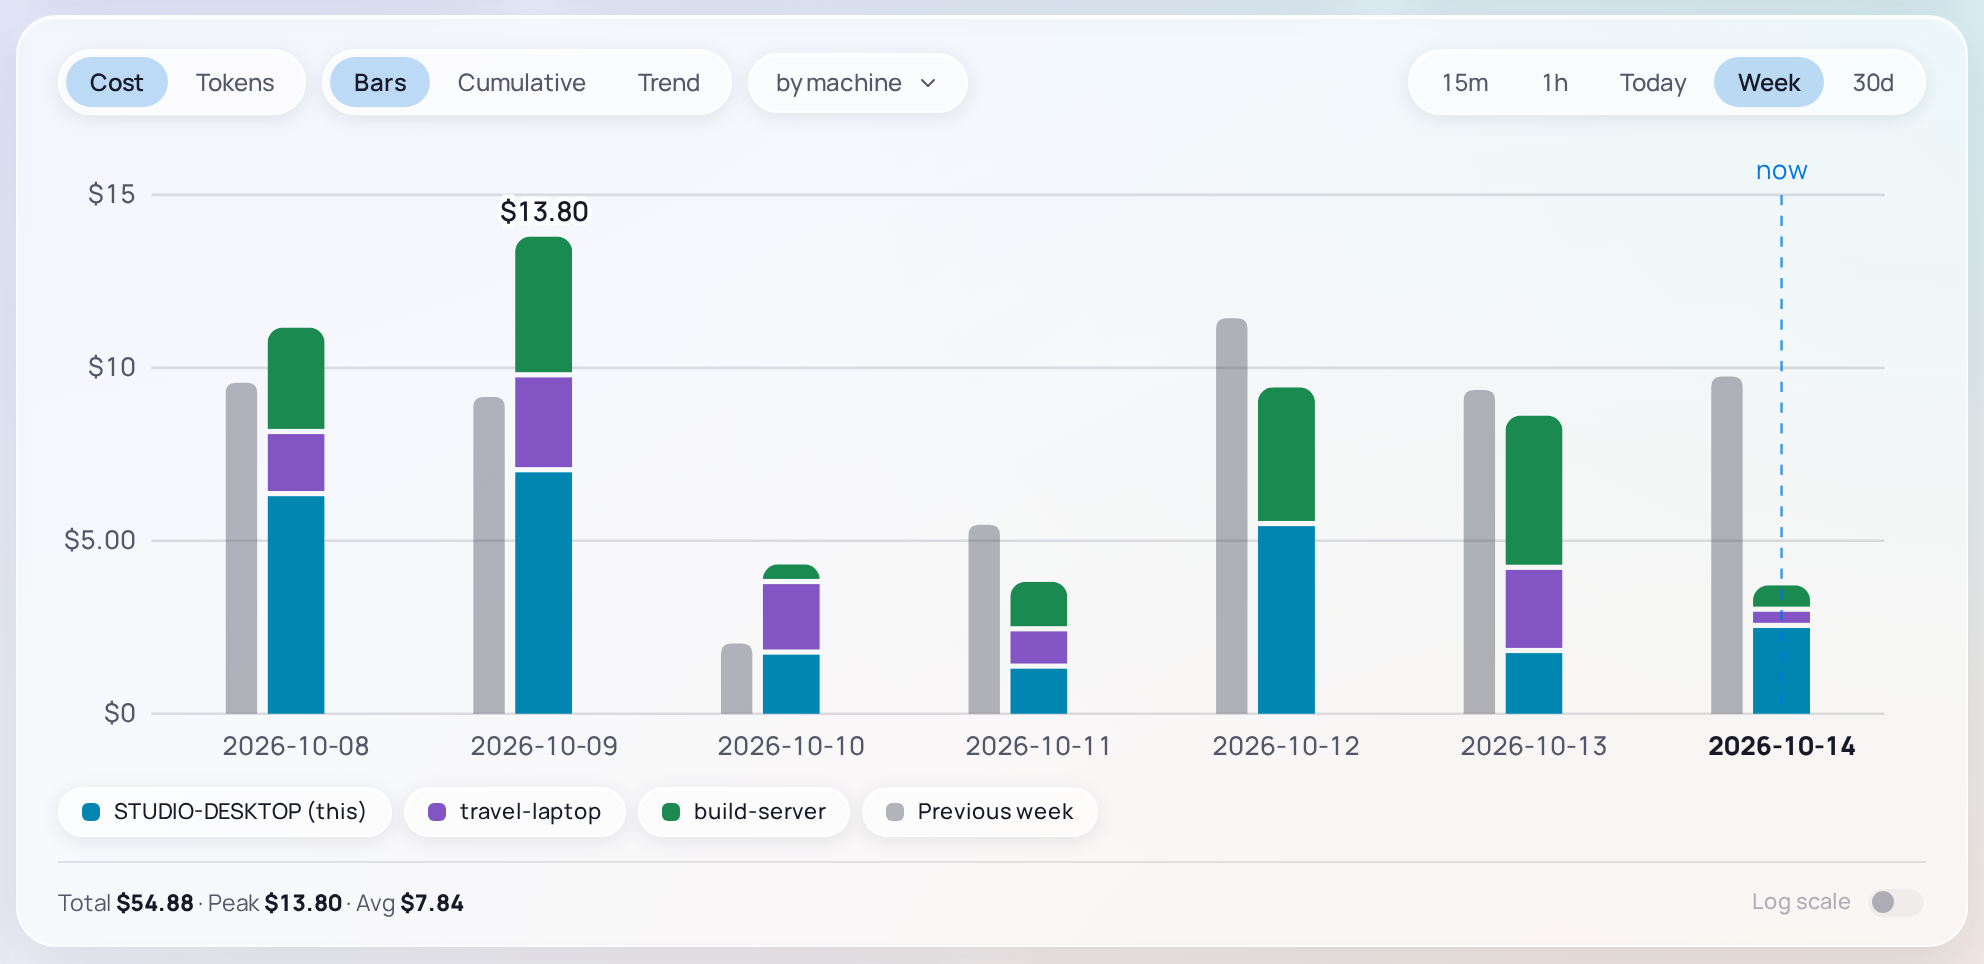 Cost Tokens Bars Cumulative Trend by machine 15m 1h Today Week 30d
now
$15
$13.80
$10
$5.00
$0
2026-10-08 2026-10-09 2026-10-10 2026-10-11 2026-10-12 2026-10-13 2026-10-14
STUDIO-DESKTOP (this) travel-laptop build-server Previous week
Total $54.88 · Peak $13.80 · Avg $7.84 Log scale